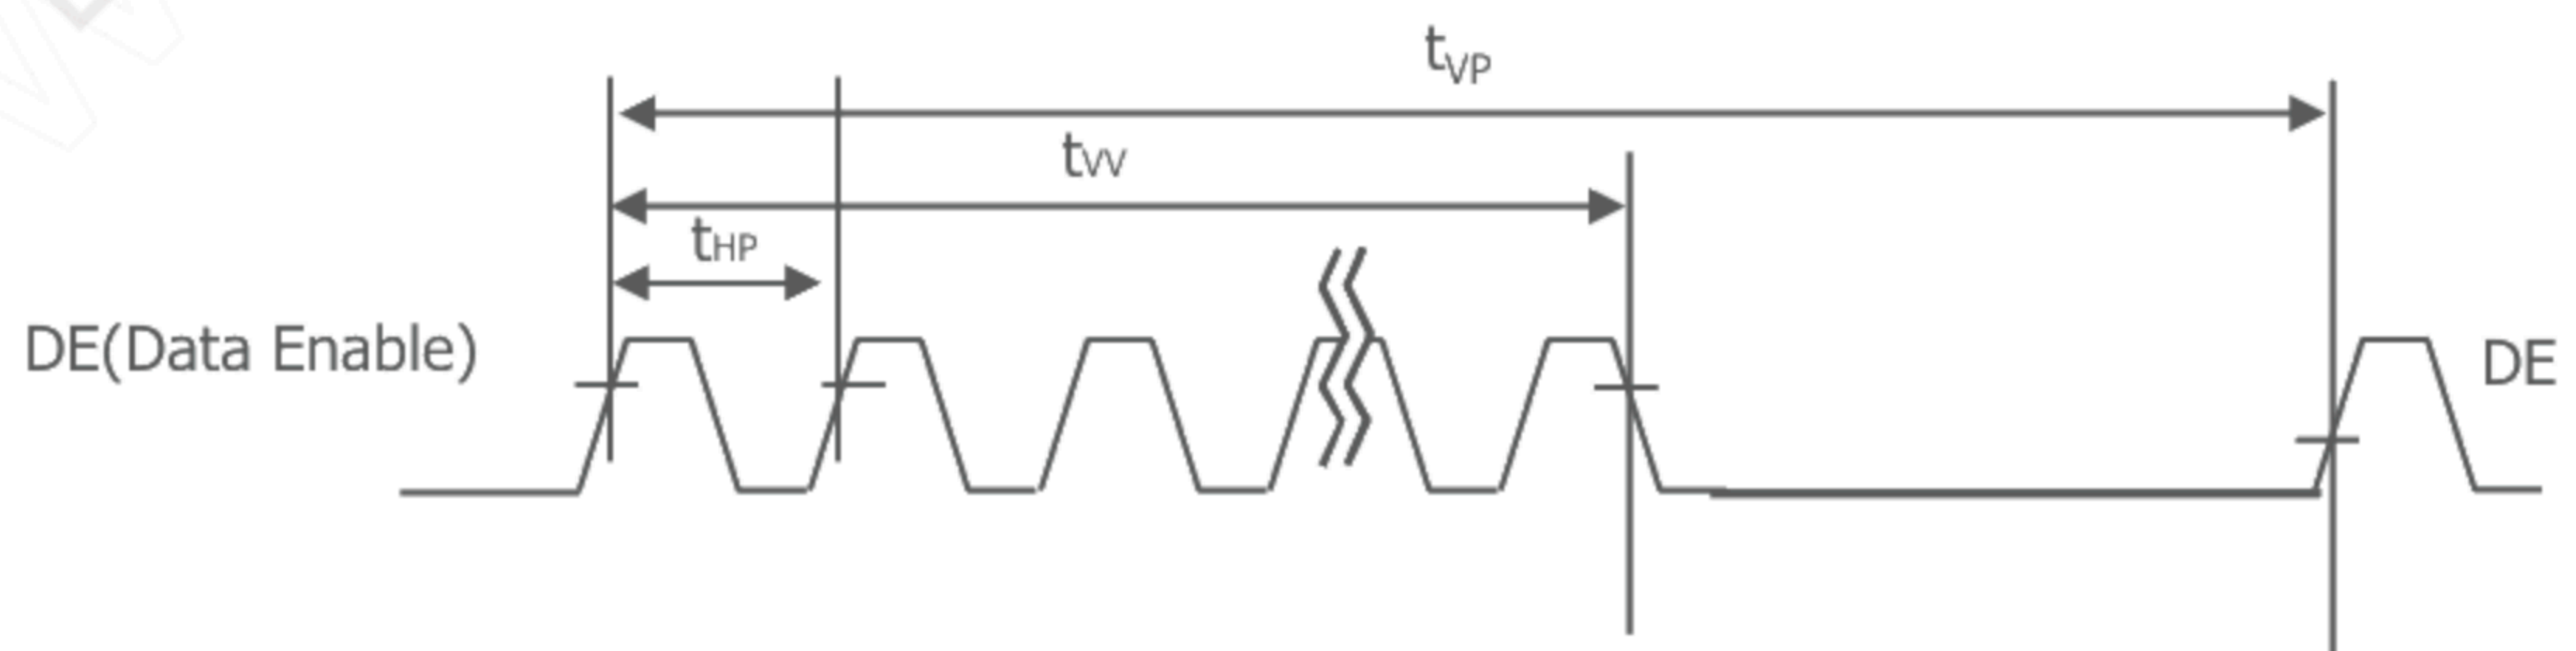 tVP
tVV
tHP
DE(Data Enable)
DE